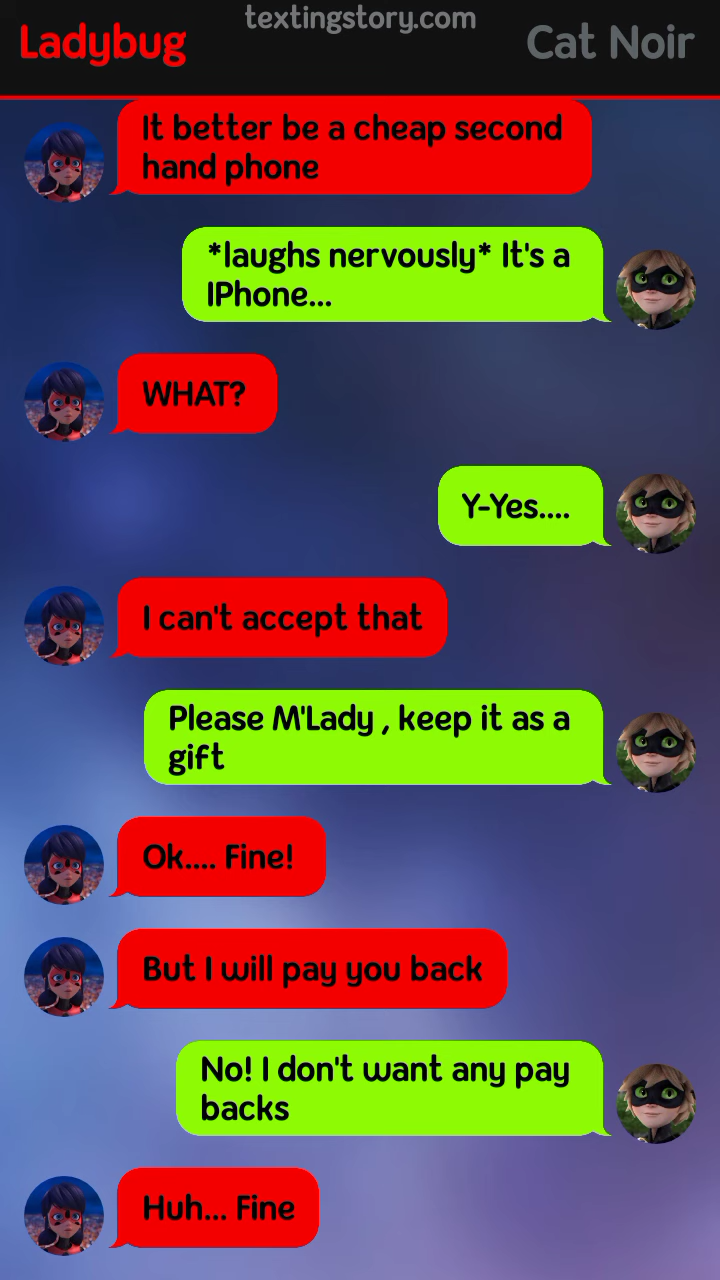 textingstory.com
Ladybug
Cat Noir
It better be a cheap second
hand phone
*laughs nervously* It's a
IPhone...
WHAT?
Y-Yes....
I can't accept that
Please M'Lady , keep it as a
gift
Ok.... Fine!
But I will pay you back
No! I don't want any pay
backs
Huh... Fine